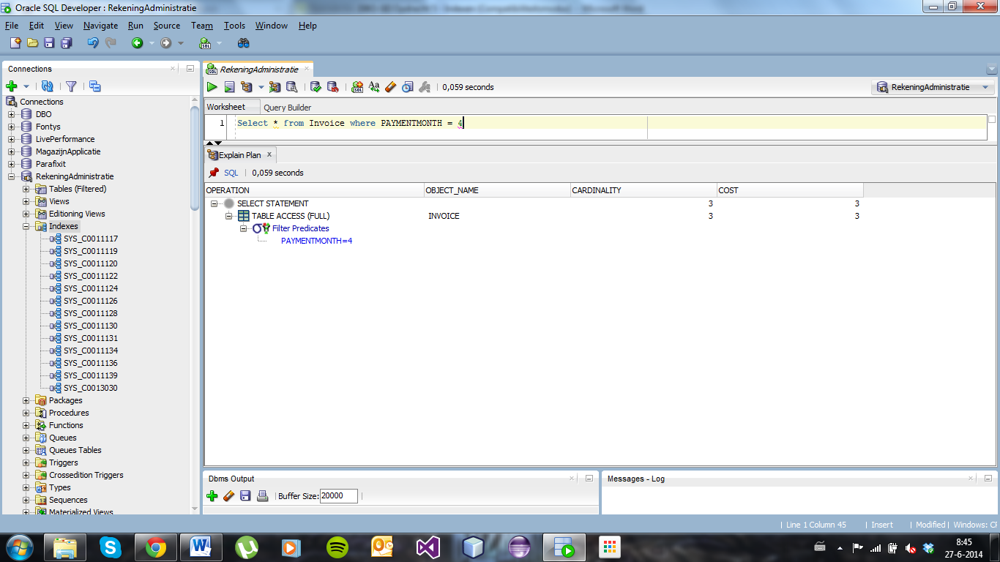 Oracle SQL Developer : RekeningAdministratie
File Edit View Navigate Run Source Team Tools Window Help
Connections
RekeningAdministratie
0,059 seconds
RekeningAdministratie
Worksheet Query Builder
1 Select * from Invoice where PAYMENTMONTH = 4
Connections
DBO
Fontys
LivePerformance
MagazijnApplicatie
Parafixit
RekeningAdministratie
Tables (Filtered)
Views
Editioning Views
Indexes
SYS_C0011117
SYS_C0011119
SYS_C0011120
SYS_C0011122
SYS_C0011124
SYS_C0011126
SYS_C0011128
SYS_C0011130
SYS_C0011131
SYS_C0011134
SYS_C0011136
SYS_C0011139
SYS_C0013030
Packages
Procedures
Functions
Queues
Queues Tables
Triggers
Crossedition Triggers
Types
Sequences
Materialized Views
Explain Plan
SQL 0,059 seconds
OPERATION OBJECT_NAME CARDINALITY COST
SELECT STATEMENT 3 3
TABLE ACCESS (FULL) INVOICE 3 3
Filter Predicates
PAYMENTMONTH=4
Dbms Output
Buffer Size: 20000
Messages - Log
Line 1 Column 45 Insert Modified Windows: CF
8:45
27-6-2014